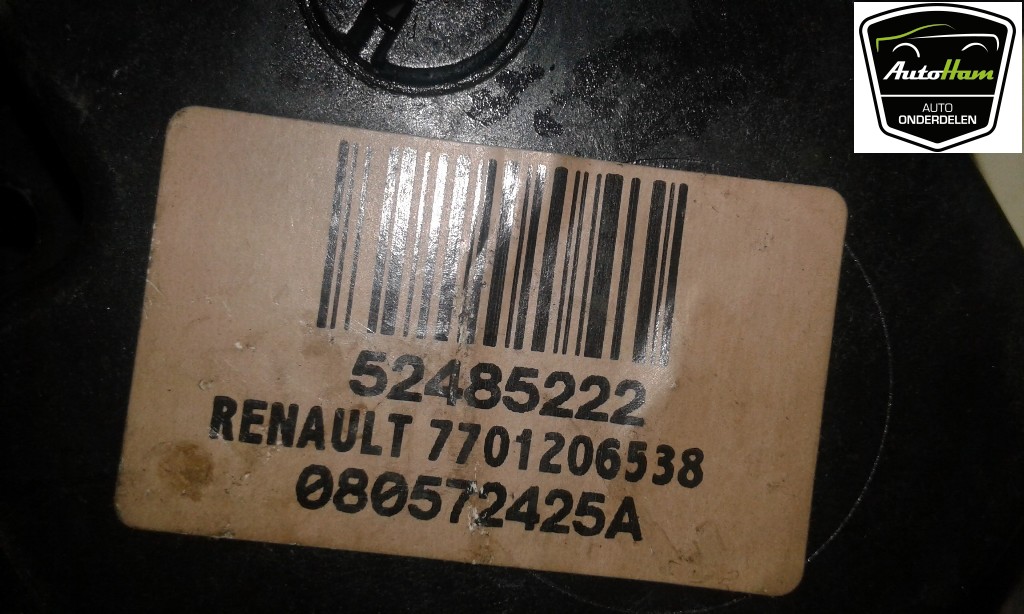 AutoHam
AUTO
ONDERDELEN
52485222
RENAULT 7701206538
080572425A